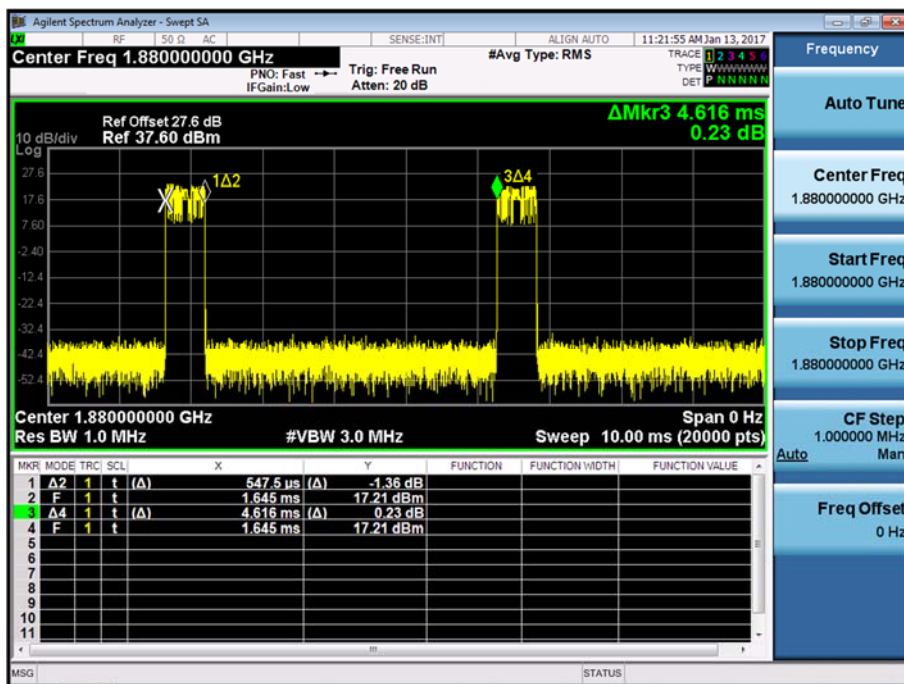 Agilent Spectrum Analyzer - Swept SA
LXI RF 50 Ω AC SENSE:INT ALIGN AUTO 11:21:55 AM Jan 13, 2017
Center Freq 1.880000000 GHz #Avg Type: RMS TRACE 1 2 3 4 5 6
PNO: Fast Trig: Free Run TYPE WWWWWW
IFGain:Low Atten: 20 dB DET P N N N N N
ΔMkr3 4.616 ms
0.23 dB
Ref Offset 27.6 dB
10 dB/div Ref 37.60 dBm
Log
27.6
17.6
7.60
-2.40
-12.4
-22.4
-32.4
-42.4
-52.4
X 1Δ2 3Δ4
Center 1.880000000 GHz Span 0 Hz
Res BW 1.0 MHz #VBW 3.0 MHz Sweep 10.00 ms (20000 pts)
MKR MODE TRC SCL X Y FUNCTION FUNCTION WIDTH FUNCTION VALUE
1 Δ2 1 t (Δ) 547.5 µs (Δ) -1.36 dB
2 F 1 t 1.645 ms 17.21 dBm
3 Δ4 1 t (Δ) 4.616 ms (Δ) 0.23 dB
4 F 1 t 1.645 ms 17.21 dBm
5
6
7
8
9
10
11
MSG STATUS
Frequency
Auto Tune
Center Freq
1.880000000 GHz
Start Freq
1.880000000 GHz
Stop Freq
1.880000000 GHz
CF Step
1.000000 MHz
Auto Man
Freq Offset
0 Hz